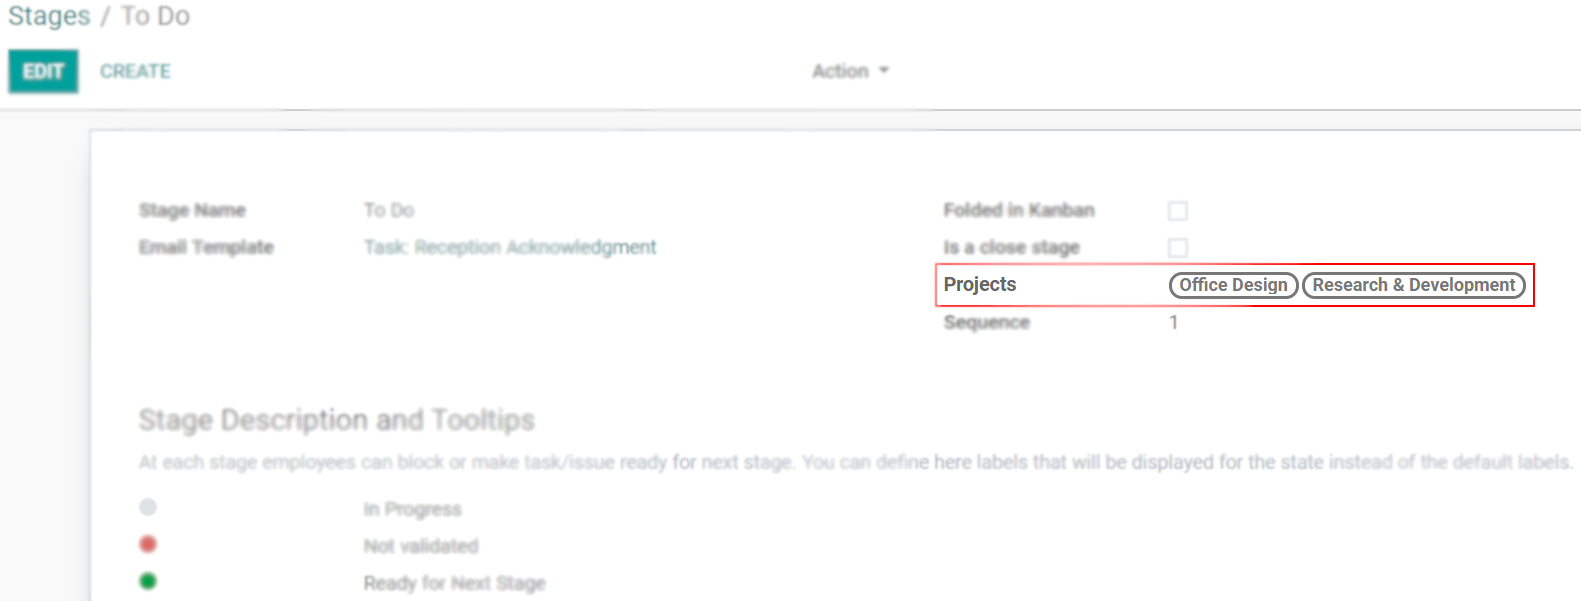 Stages / To Do
EDIT CREATE Action
Stage Name To Do Folded in Kanban
Email Template Task: Reception Acknowledgment Is a close stage
Projects Office Design Research & Development
Sequence 1
Stage Description and Tooltips
At each stage employees can block or make task/issue ready for next stage. You can define here labels that will be displayed for the state instead of the default labels.
In Progress
Not validated
Ready for Next Stage